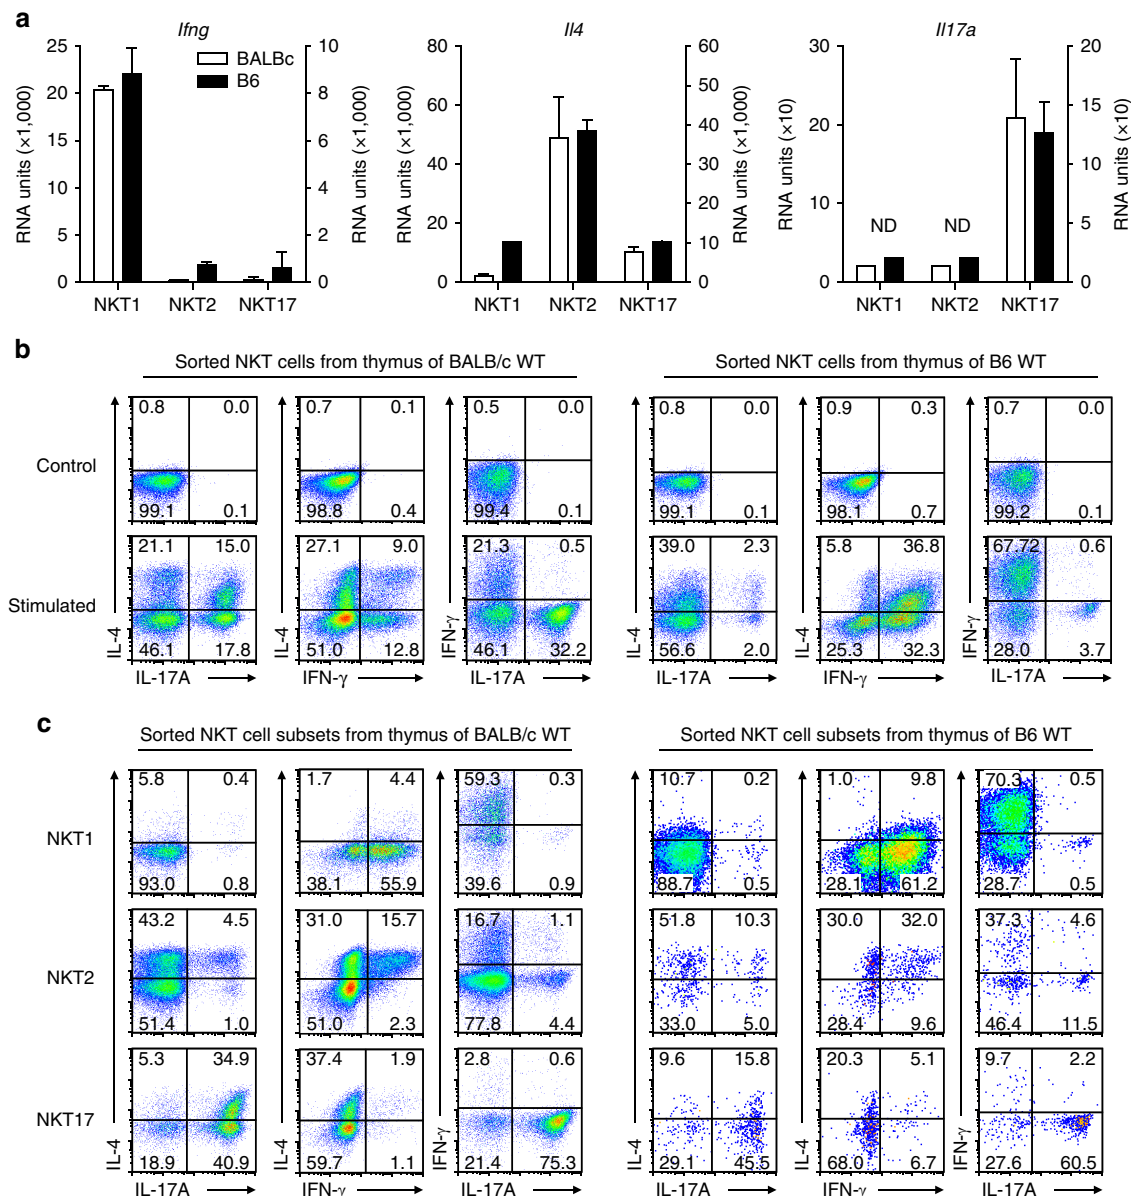 a
Ifng
Il4
Il17a
BALBc
B6
RNA units (×1,000)
25
20
15
10
5
0
10
8
6
4
2
0
RNA units (×1,000)
NKT1 NKT2 NKT17
RNA units (×1,000)
80
60
40
20
0
60
50
40
30
20
10
0
RNA units (×1,000)
NKT1 NKT2 NKT17
RNA units (×10)
30
20
10
0
ND ND
20
15
10
5
0
RNA units (×10)
NKT1 NKT2 NKT17
b
Sorted NKT cells from thymus of BALB/c WT
Sorted NKT cells from thymus of B6 WT
Control
0.8 0.0 0.7 0.1 0.5 0.0 0.8 0.0 0.9 0.3 0.7 0.0
99.1 0.1 98.8 0.4 99.4 0.1 99.1 0.1 98.1 0.7 99.2 0.1
Stimulated
21.1 15.0 27.1 9.0 21.3 0.5 39.0 2.3 5.8 36.8 67.72 0.6
46.1 17.8 51.0 12.8 46.1 32.2 56.6 2.0 25.3 32.3 28.0 3.7
IL-4 IL-4 IFN-γ IL-4 IL-4 IFN-γ
IL-17A IFN-γ IL-17A IL-17A IFN-γ IL-17A
c
Sorted NKT cell subsets from thymus of BALB/c WT
Sorted NKT cell subsets from thymus of B6 WT
NKT1
5.8 0.4 1.7 4.4 59.3 0.3 10.7 0.2 1.0 9.8 70.3 0.5
93.0 0.8 38.1 55.9 39.6 0.9 88.7 0.5 28.1 61.2 28.7 0.5
NKT2
43.2 4.5 31.0 15.7 16.7 1.1 51.8 10.3 30.0 32.0 37.3 4.6
51.4 1.0 51.0 2.3 77.8 4.4 33.0 5.0 28.4 9.6 46.4 11.5
NKT17
5.3 34.9 37.4 1.9 2.8 0.6 9.6 15.8 20.3 5.1 9.7 2.2
18.9 40.9 59.7 1.1 21.4 75.3 29.1 45.5 68.0 6.7 27.6 60.5
IL-4 IL-4 IFN-γ IL-4 IL-4 IFN-γ
IL-17A IFN-γ IL-17A IL-17A IFN-γ IL-17A